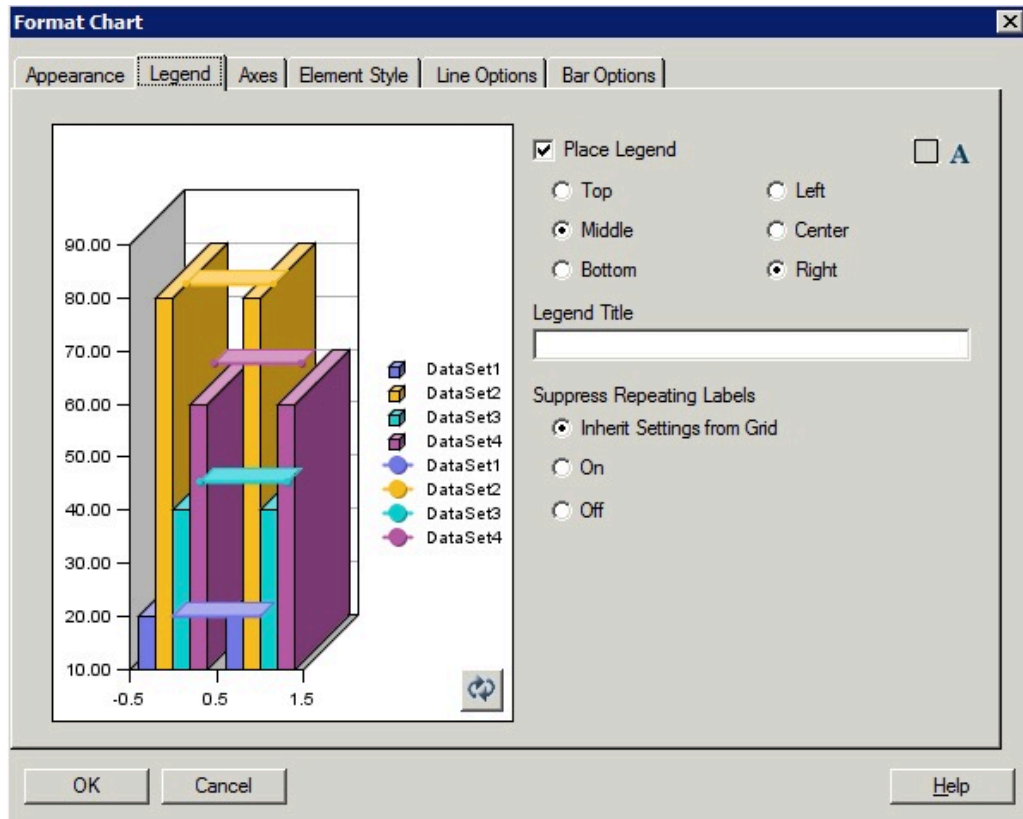 Format Chart
Appearance Legend Axes Element Style Line Options Bar Options
Place Legend A
Top Left
Middle Center
Bottom Right
Legend Title
Suppress Repeating Labels
Inherit Settings from Grid
On
Off
90.00
80.00
70.00
60.00
50.00
40.00
30.00
20.00
10.00
-0.5 0.5 1.5
DataSet1
DataSet2
DataSet3
DataSet4
DataSet1
DataSet2
DataSet3
DataSet4
OK Cancel Help